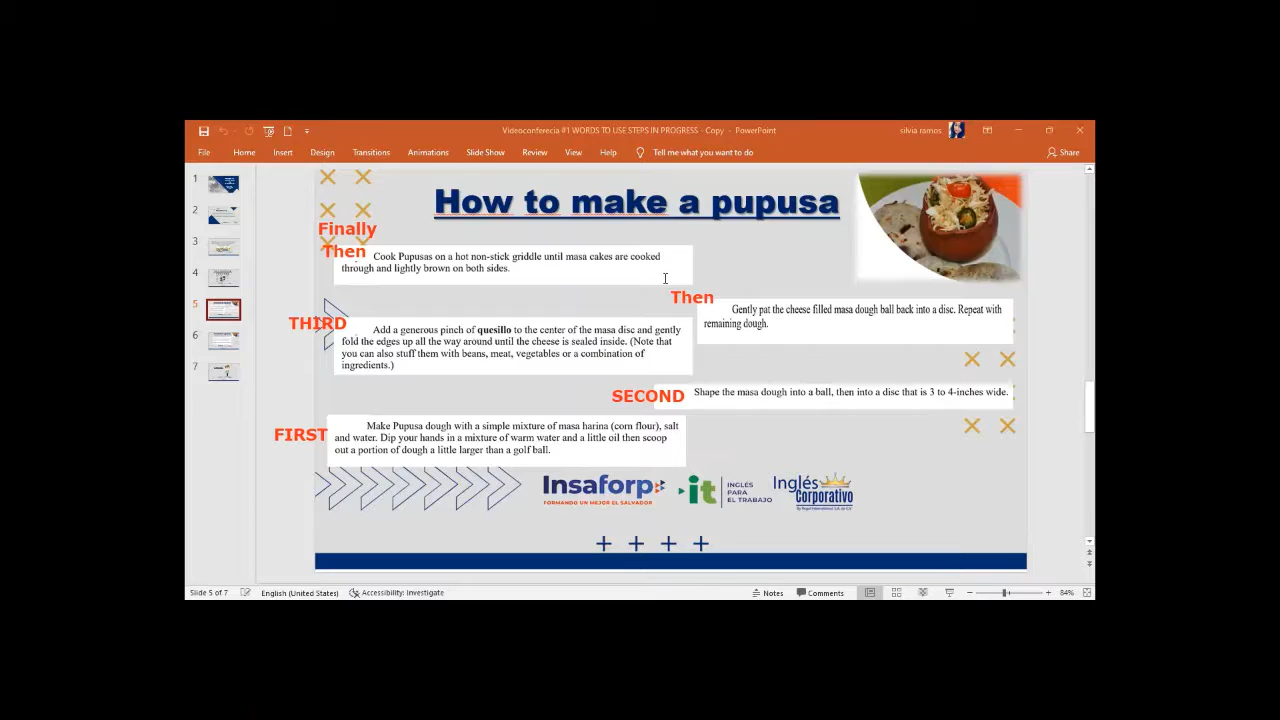 Videoconferecia #1 WORDS TO USE STEPS IN PROGRESS - Copy - PowerPoint
silvia ramos
File Home Insert Design Transitions Animations Slide Show Review View Help Tell me what you want to do
Share
1
2
3
4
5
6
7
How to make a pupusa
Finally
Then
Cook Pupusas on a hot non-stick griddle until masa cakes are cooked
through and lightly brown on both sides.
Then
Gently pat the cheese filled masa dough ball back into a disc. Repeat with
remaining dough.
THIRD
Add a generous pinch of quesillo to the center of the masa disc and gently
fold the edges up all the way around until the cheese is sealed inside. (Note that
you can also stuff them with beans, meat, vegetables or a combination of
ingredients.)
SECOND
Shape the masa dough into a ball, then into a disc that is 3 to 4-inches wide.
FIRST
Make Pupusa dough with a simple mixture of masa harina (corn flour), salt
and water. Dip your hands in a mixture of warm water and a little oil then scoop
out a portion of dough a little larger than a golf ball.
Insaforp
FORMANDO UN MEJOR EL SALVADOR
it
INGLÉS
PARA
EL TRABAJO
Inglés
Corporativo
Slide 5 of 7 English (United States) Accessibility: Investigate Notes Comments 84%